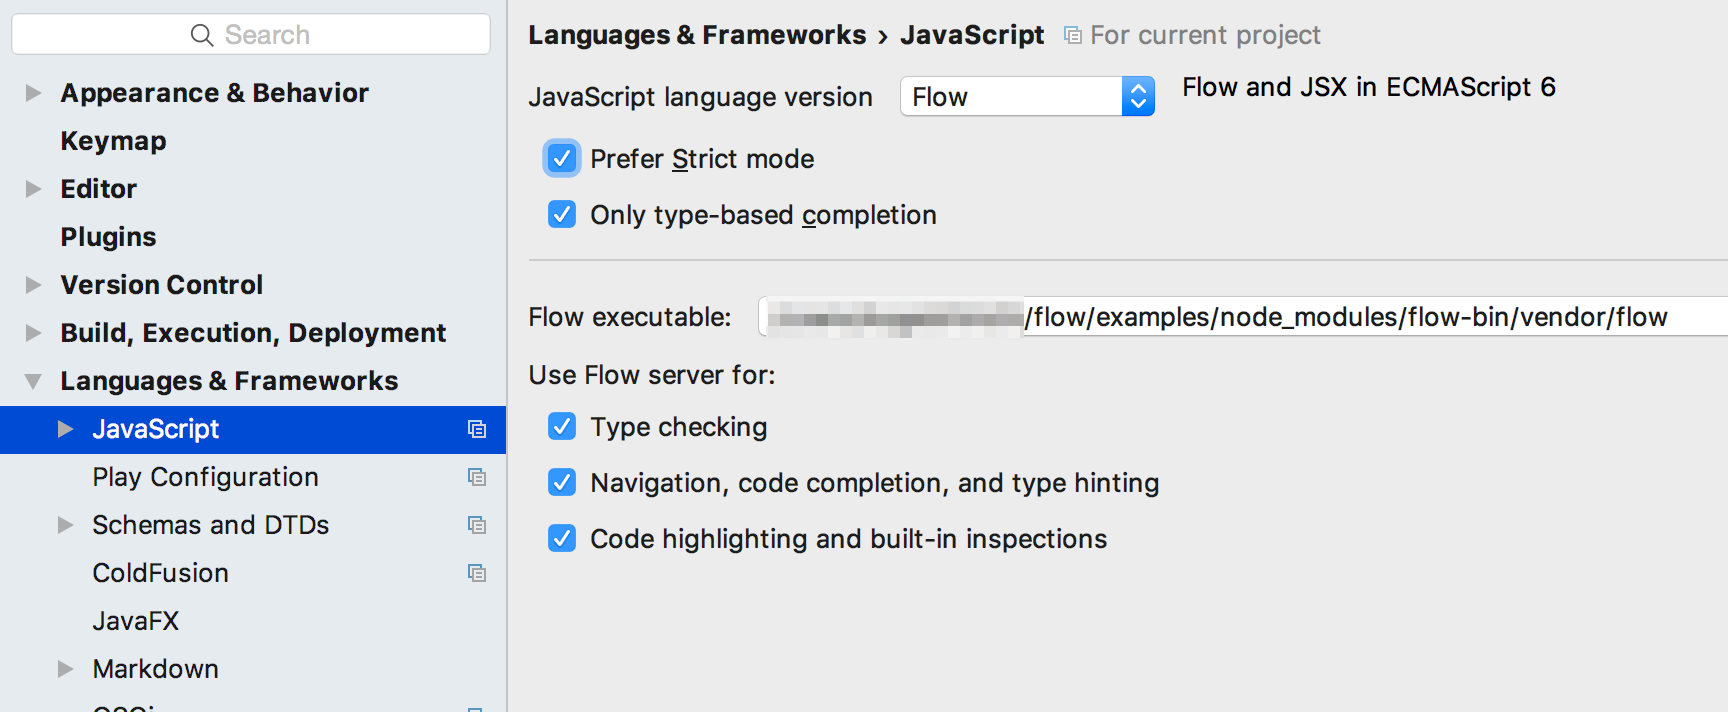 Search
Appearance & Behavior
Keymap
Editor
Plugins
Version Control
Build, Execution, Deployment
Languages & Frameworks
JavaScript
Play Configuration
Schemas and DTDs
ColdFusion
JavaFX
Markdown
Languages & Frameworks › JavaScript For current project
JavaScript language version Flow Flow and JSX in ECMAScript 6
Prefer Strict mode
Only type-based completion
Flow executable: /flow/examples/node_modules/flow-bin/vendor/flow
Use Flow server for:
Type checking
Navigation, code completion, and type hinting
Code highlighting and built-in inspections